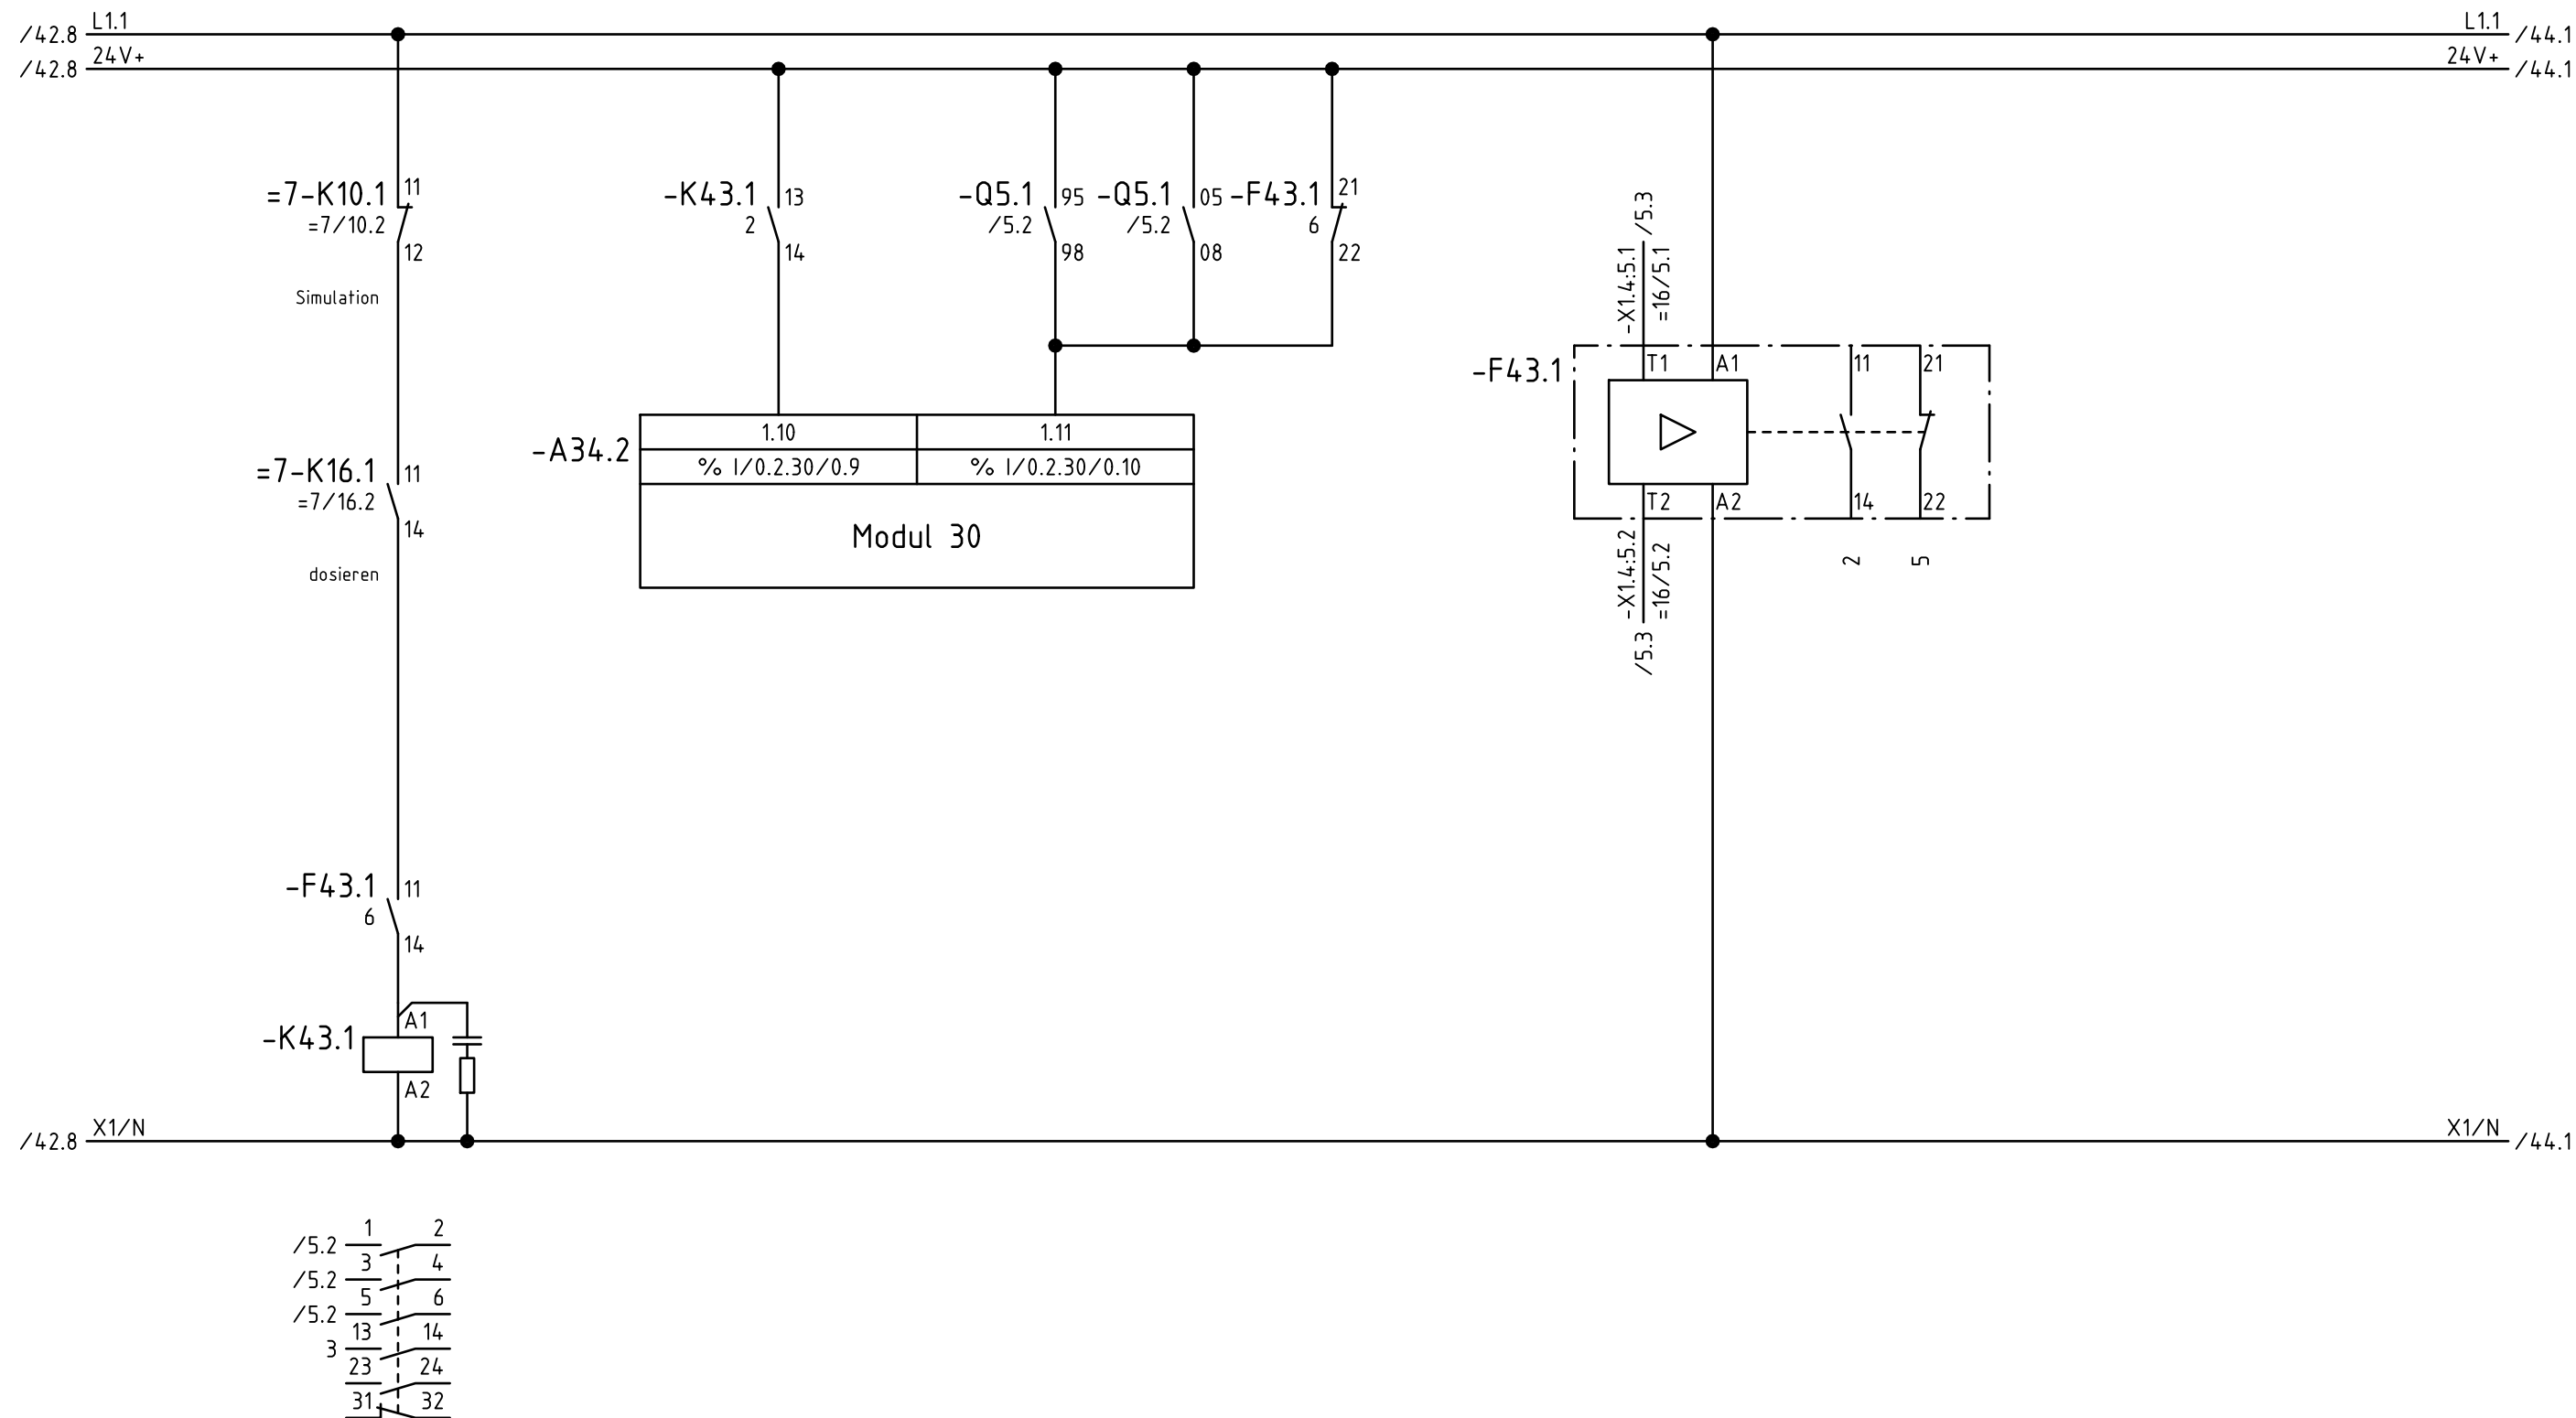 L1.1 L1.1
/42.8 /44.1
24V+ 24V+
/42.8 /44.1
=7-K10.1 11
=7/10.2
12
Simulation
=7-K16.1 11
=7/16.2
14
dosieren
-F43.1 11
6
14
-K43.1
A1
A2
-K43.1 13
2
14
-Q5.1 95
/5.2
98
-Q5.1 05
/5.2
08
-F43.1 21
6
22
-A34.2
1.10 1.11
% I/0.2.30/0.9 % I/0.2.30/0.10
Modul 30
/5.3
-X1.4:5.1
=16/5.1
-F43.1
T1 A1 11 21
T2 A2 14 22
-X1.4:5.2
=16/5.2
/5.3
2 5
X1/N X1/N
/42.8 /44.1
1 2
/5.2
3 4
/5.2
5 6
/5.2
13 14
3
23 24
31 32